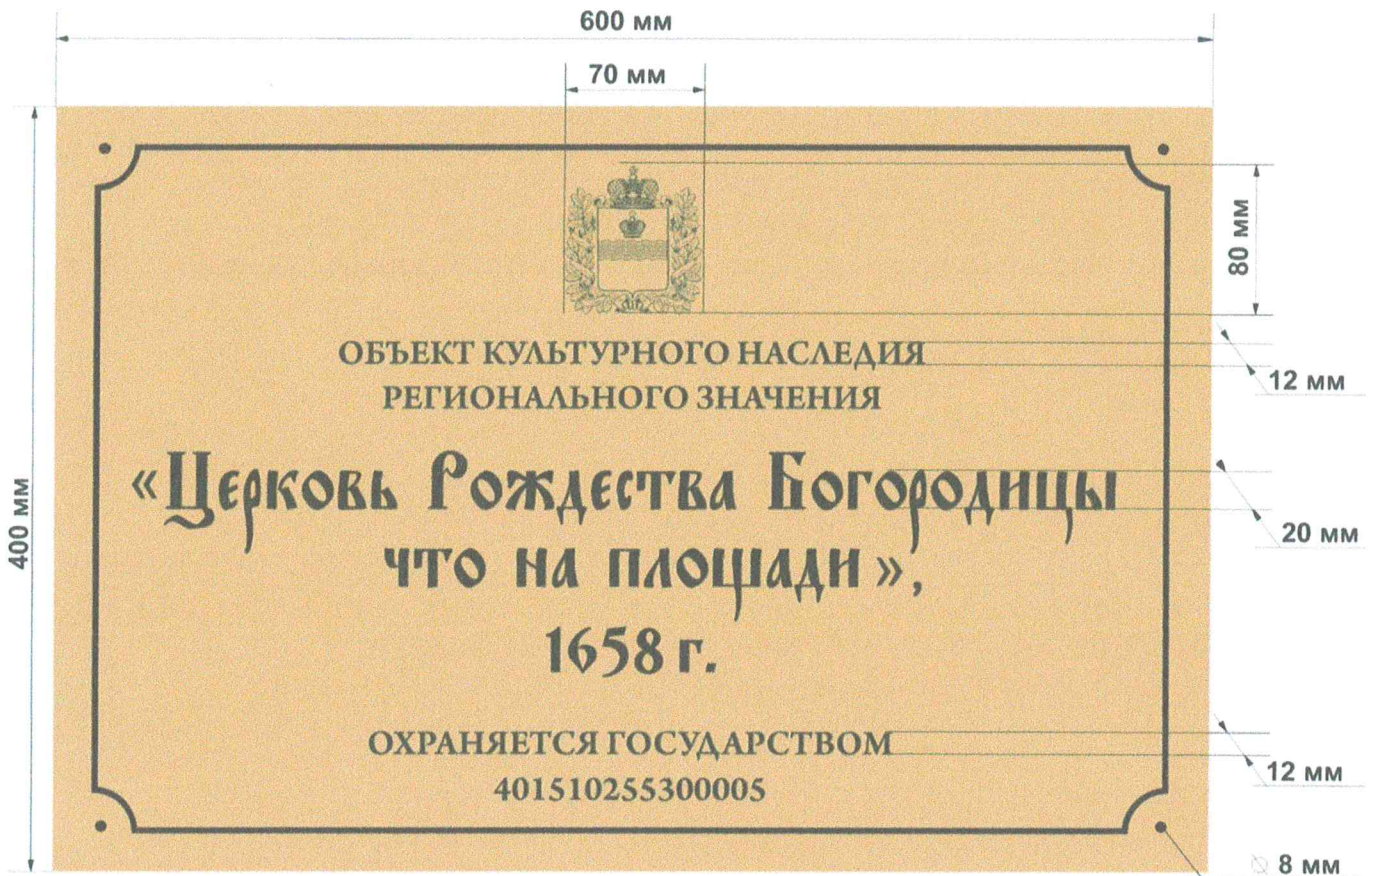 600 мм
70 мм
400 мм
80 мм
ОБЪЕКТ КУЛЬТУРНОГО НАСЛЕДИЯ
12 мм
РЕГИОНАЛЬНОГО ЗНАЧЕНИЯ
«Церковь Рождества Богородицы
20 мм
что на площади»,
1658 г.
ОХРАНЯЕТСЯ ГОСУДАРСТВОМ
12 мм
401510255300005
⌀ 8 мм